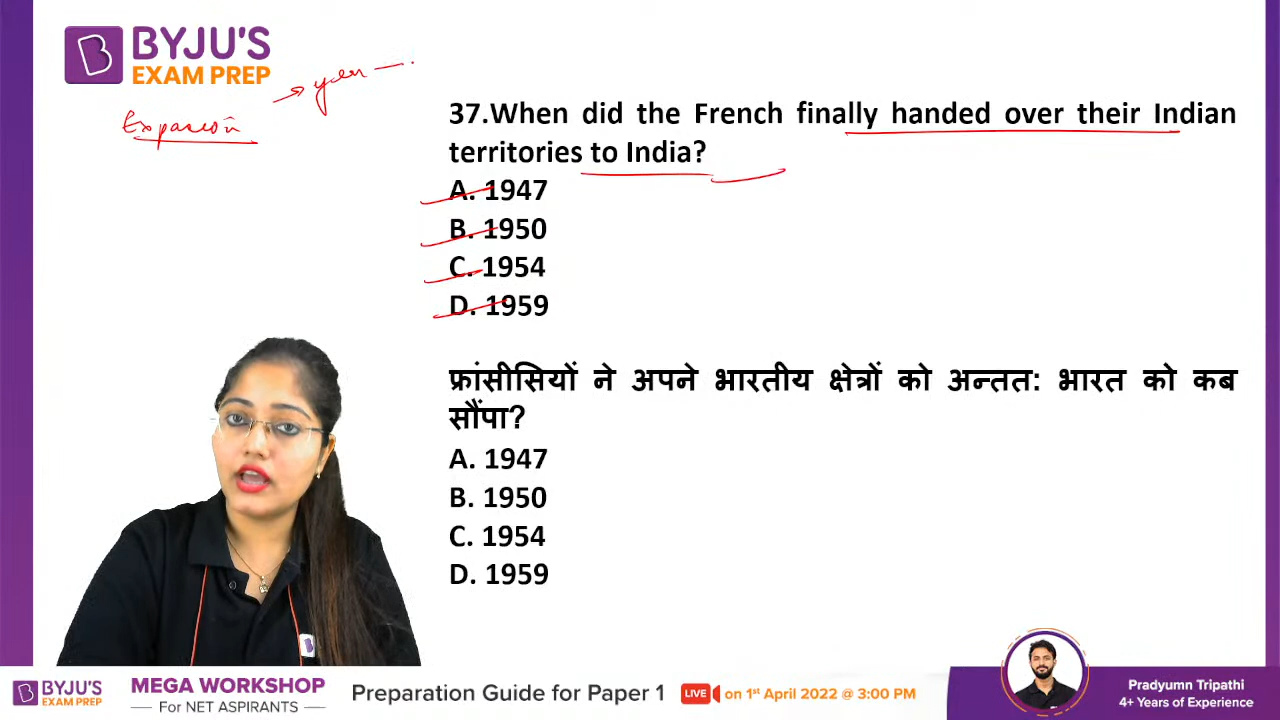 BYJU'S
EXAM PREP
Expansion
year
37.When did the French finally handed over their Indian
territories to India?
A. 1947
B. 1950
C. 1954
D. 1959
फ्रांसीसियों ने अपने भारतीय क्षेत्रों को अन्तत: भारत को कब
सौंपा?
A. 1947
B. 1950
C. 1954
D. 1959
BYJU'S
EXAM PREP
MEGA WORKSHOP
For NET ASPIRANTS
Preparation Guide for Paper 1
LIVE
on 1st April 2022 @ 3:00 PM
Pradyumn Tripathi
4+ Years of Experience